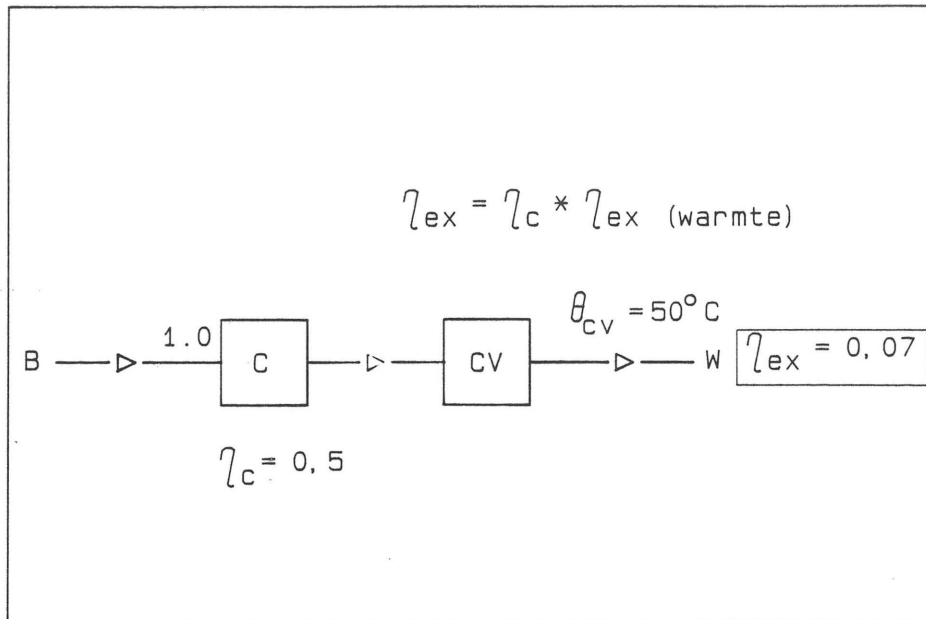 ηex = ηc * ηex (warmte)
θCV = 50° C
B 1.0 C CV W ηex = 0,07
ηc = 0,5